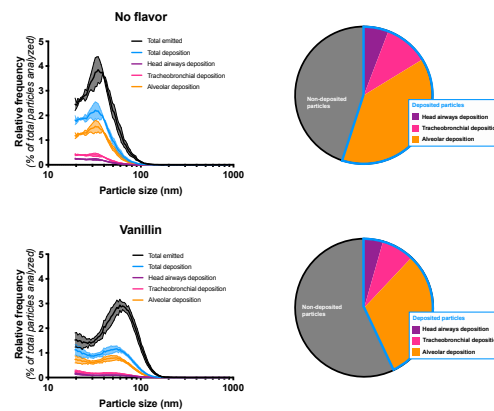 No flavor
Relative frequency
(% of total particles analyzed)
5
4
3
2
1
0
Total emitted
Total deposition
Head airways deposition
Tracheobronchial deposition
Alveolar deposition
10
100
1000
Particle size (nm)
Non-deposited
particles
Deposited particles
Head airways deposition
Tracheobronchial depositio
Alveolar deposition
Vanillin
Relative frequency
(% of total particles analyzed)
5
4
3
2
1
0
Total emitted
Total deposition
Head airways deposition
Tracheobronchial deposition
Alveolar deposition
10
100
1000
Particle size (nm)
Non-deposited
particles
Deposited particles
Head airways deposition
Tracheobronchial depositio
Alveolar deposition